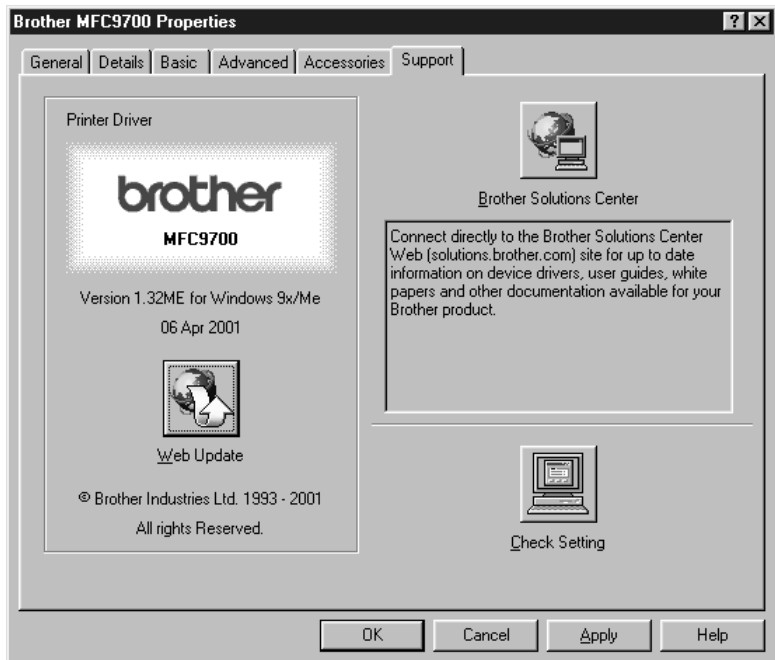 Brother MFC9700 Properties
General Details Basic Advanced Accessories Support
Printer Driver
brother
MFC9700
Version 1.32ME for Windows 9x/Me
06 Apr 2001
Web Update
© Brother Industries Ltd. 1993 - 2001
All rights Reserved.
Brother Solutions Center
Connect directly to the Brother Solutions Center
Web (solutions.brother.com) site for up to date
information on device drivers, user guides, white
papers and other documentation available for your
Brother product.
Check Setting
OK Cancel Apply Help